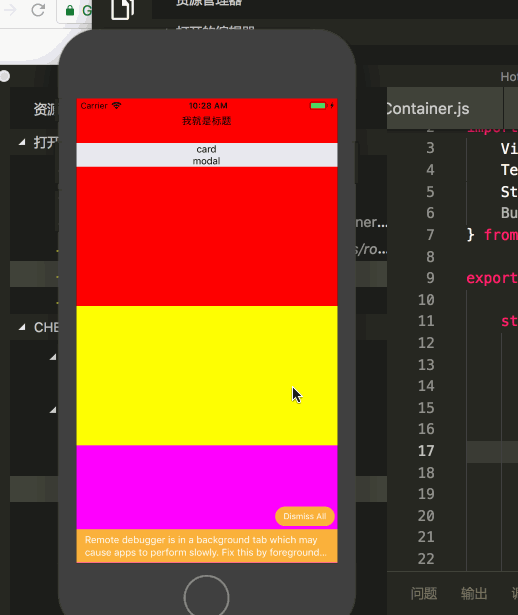 资源管理器
打开的编辑器
G
Ho
资源
Container.js
打开
Carrier
10:23 AM
我就是标题
card
modal
ner...
s/ro...
CHE
2 import
3 Vi
4 Te
5 St
6 Bu
7 } from
8
9 export
10
11 st
12
13
14
15
16
17
18
19
20
21
22
Dismiss All
Remote debugger is in a background tab which may
cause apps to perform slowly. Fix this by foreground...
问题
输出